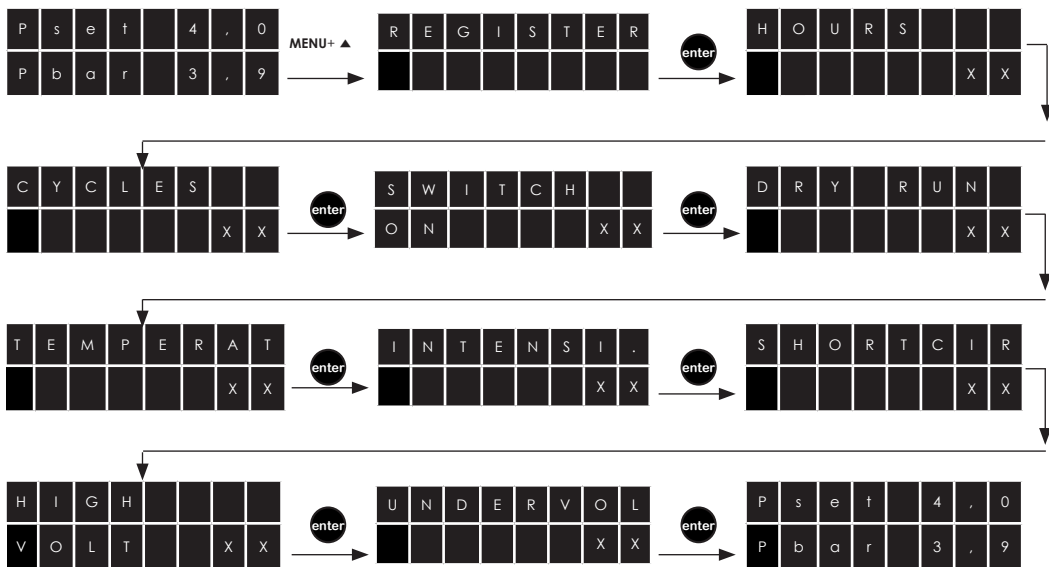 Pset 4,0
Pbar 3,9
MENU+ ▲
REGISTER
enter
HOURS
XX
CYCLES
XX
enter
SWITCH
ON XX
enter
DRY RUN
XX
TEMPERAT
XX
enter
INTENSI.
XX
enter
SHORTCIR
XX
HIGH
VOLT XX
enter
UNDERVOL
XX
enter
Pset 4,0
Pbar 3,9